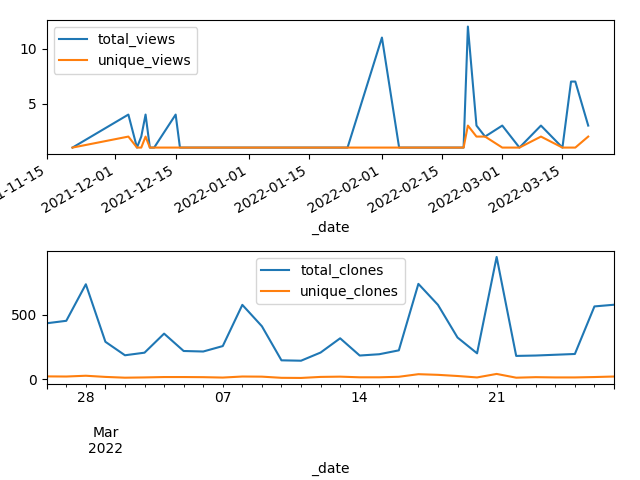 total_views
unique_views
10
5
1-11-15
2021-12-01
2021-12-15
2022-01-01
2022-01-15
2022-02-01
2022-02-15
2022-03-01
2022-03-15
_date
total_clones
unique_clones
500
0
28
07
14
21
Mar
2022
_date